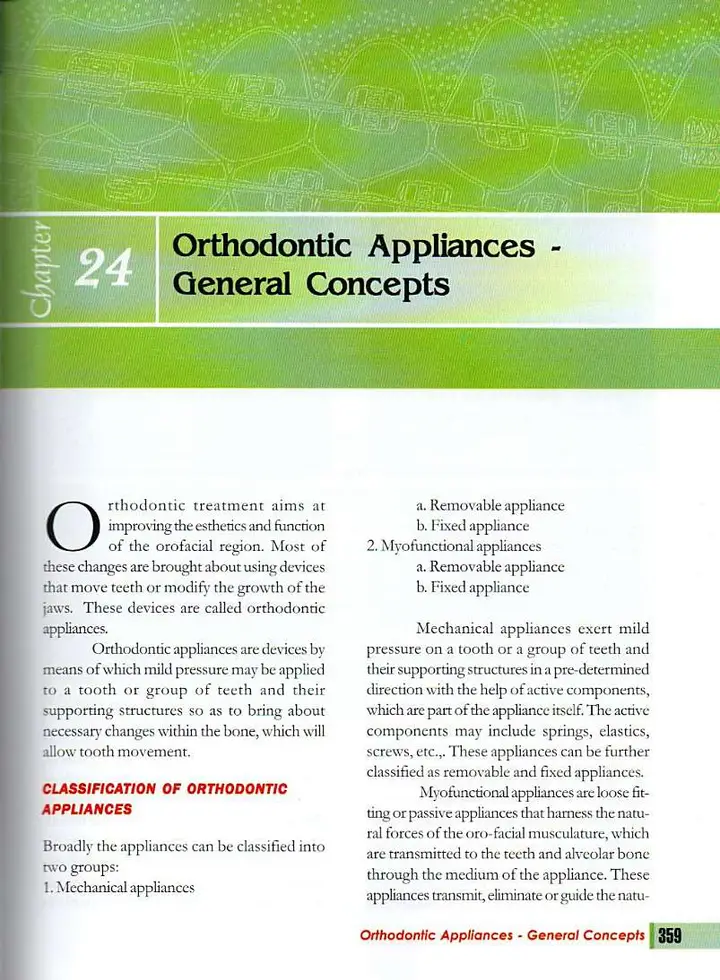 Chapter
24
Orthodontic Appliances -
General Concepts
Orthodontic treatment aims at
improving the esthetics and function
of the orofacial region. Most of
these changes are brought about using devices
that move teeth or modify the growth of the
jaws. These devices are called orthodontic
appliances.
Orthodontic appliances are devices by
means of which mild pressure may be applied
to a tooth or group of teeth and their
supporting structures so as to bring about
necessary changes within the bone, which will
allow tooth movement.
CLASSIFICATION OF ORTHODONTIC
APPLIANCES
Broadly the appliances can be classified into
two groups:
1. Mechanical appliances
a. Removable appliance
b. Fixed appliance
2. Myofunctional appliances
a. Removable appliance
b. Fixed appliance
Mechanical appliances exert mild
pressure on a tooth or a group of teeth and
their supporting structures in a pre-determined
direction with the help of active components,
which are part of the appliance itself. The active
components may include springs, elastics,
screws, etc.,. These appliances can be further
classified as removable and fixed appliances.
Myofunctional appliances are loose fit-
ting or passive appliances that harness the natu-
ral forces of the oro-facial musculature, which
are transmitted to the teeth and alveolar bone
through the medium of the appliance. These
appliances transmit, eliminate or guide the natu-
Orthodontic Appliances - General Concepts
359